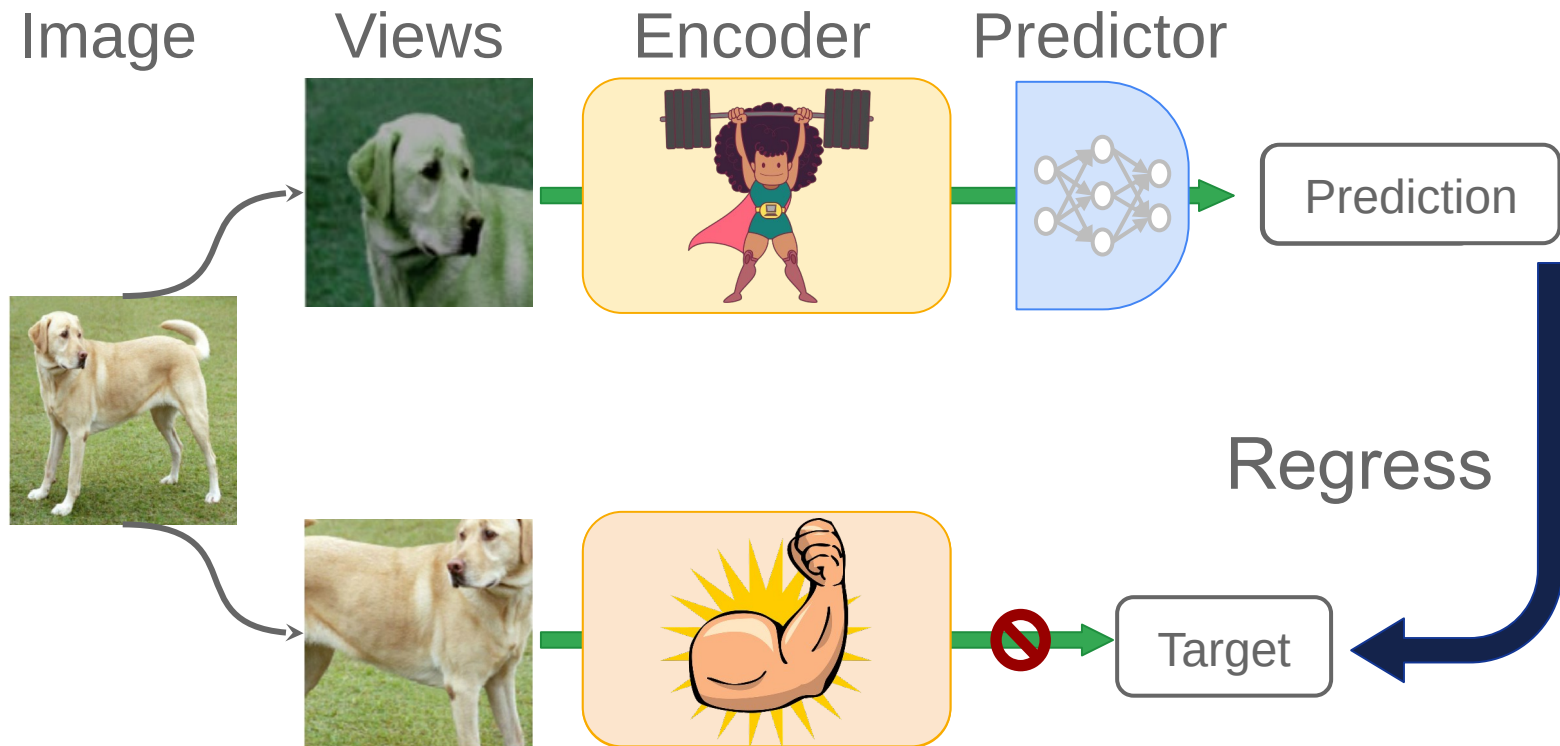 Image
Views
Encoder
Predictor
Prediction
Regress
Target